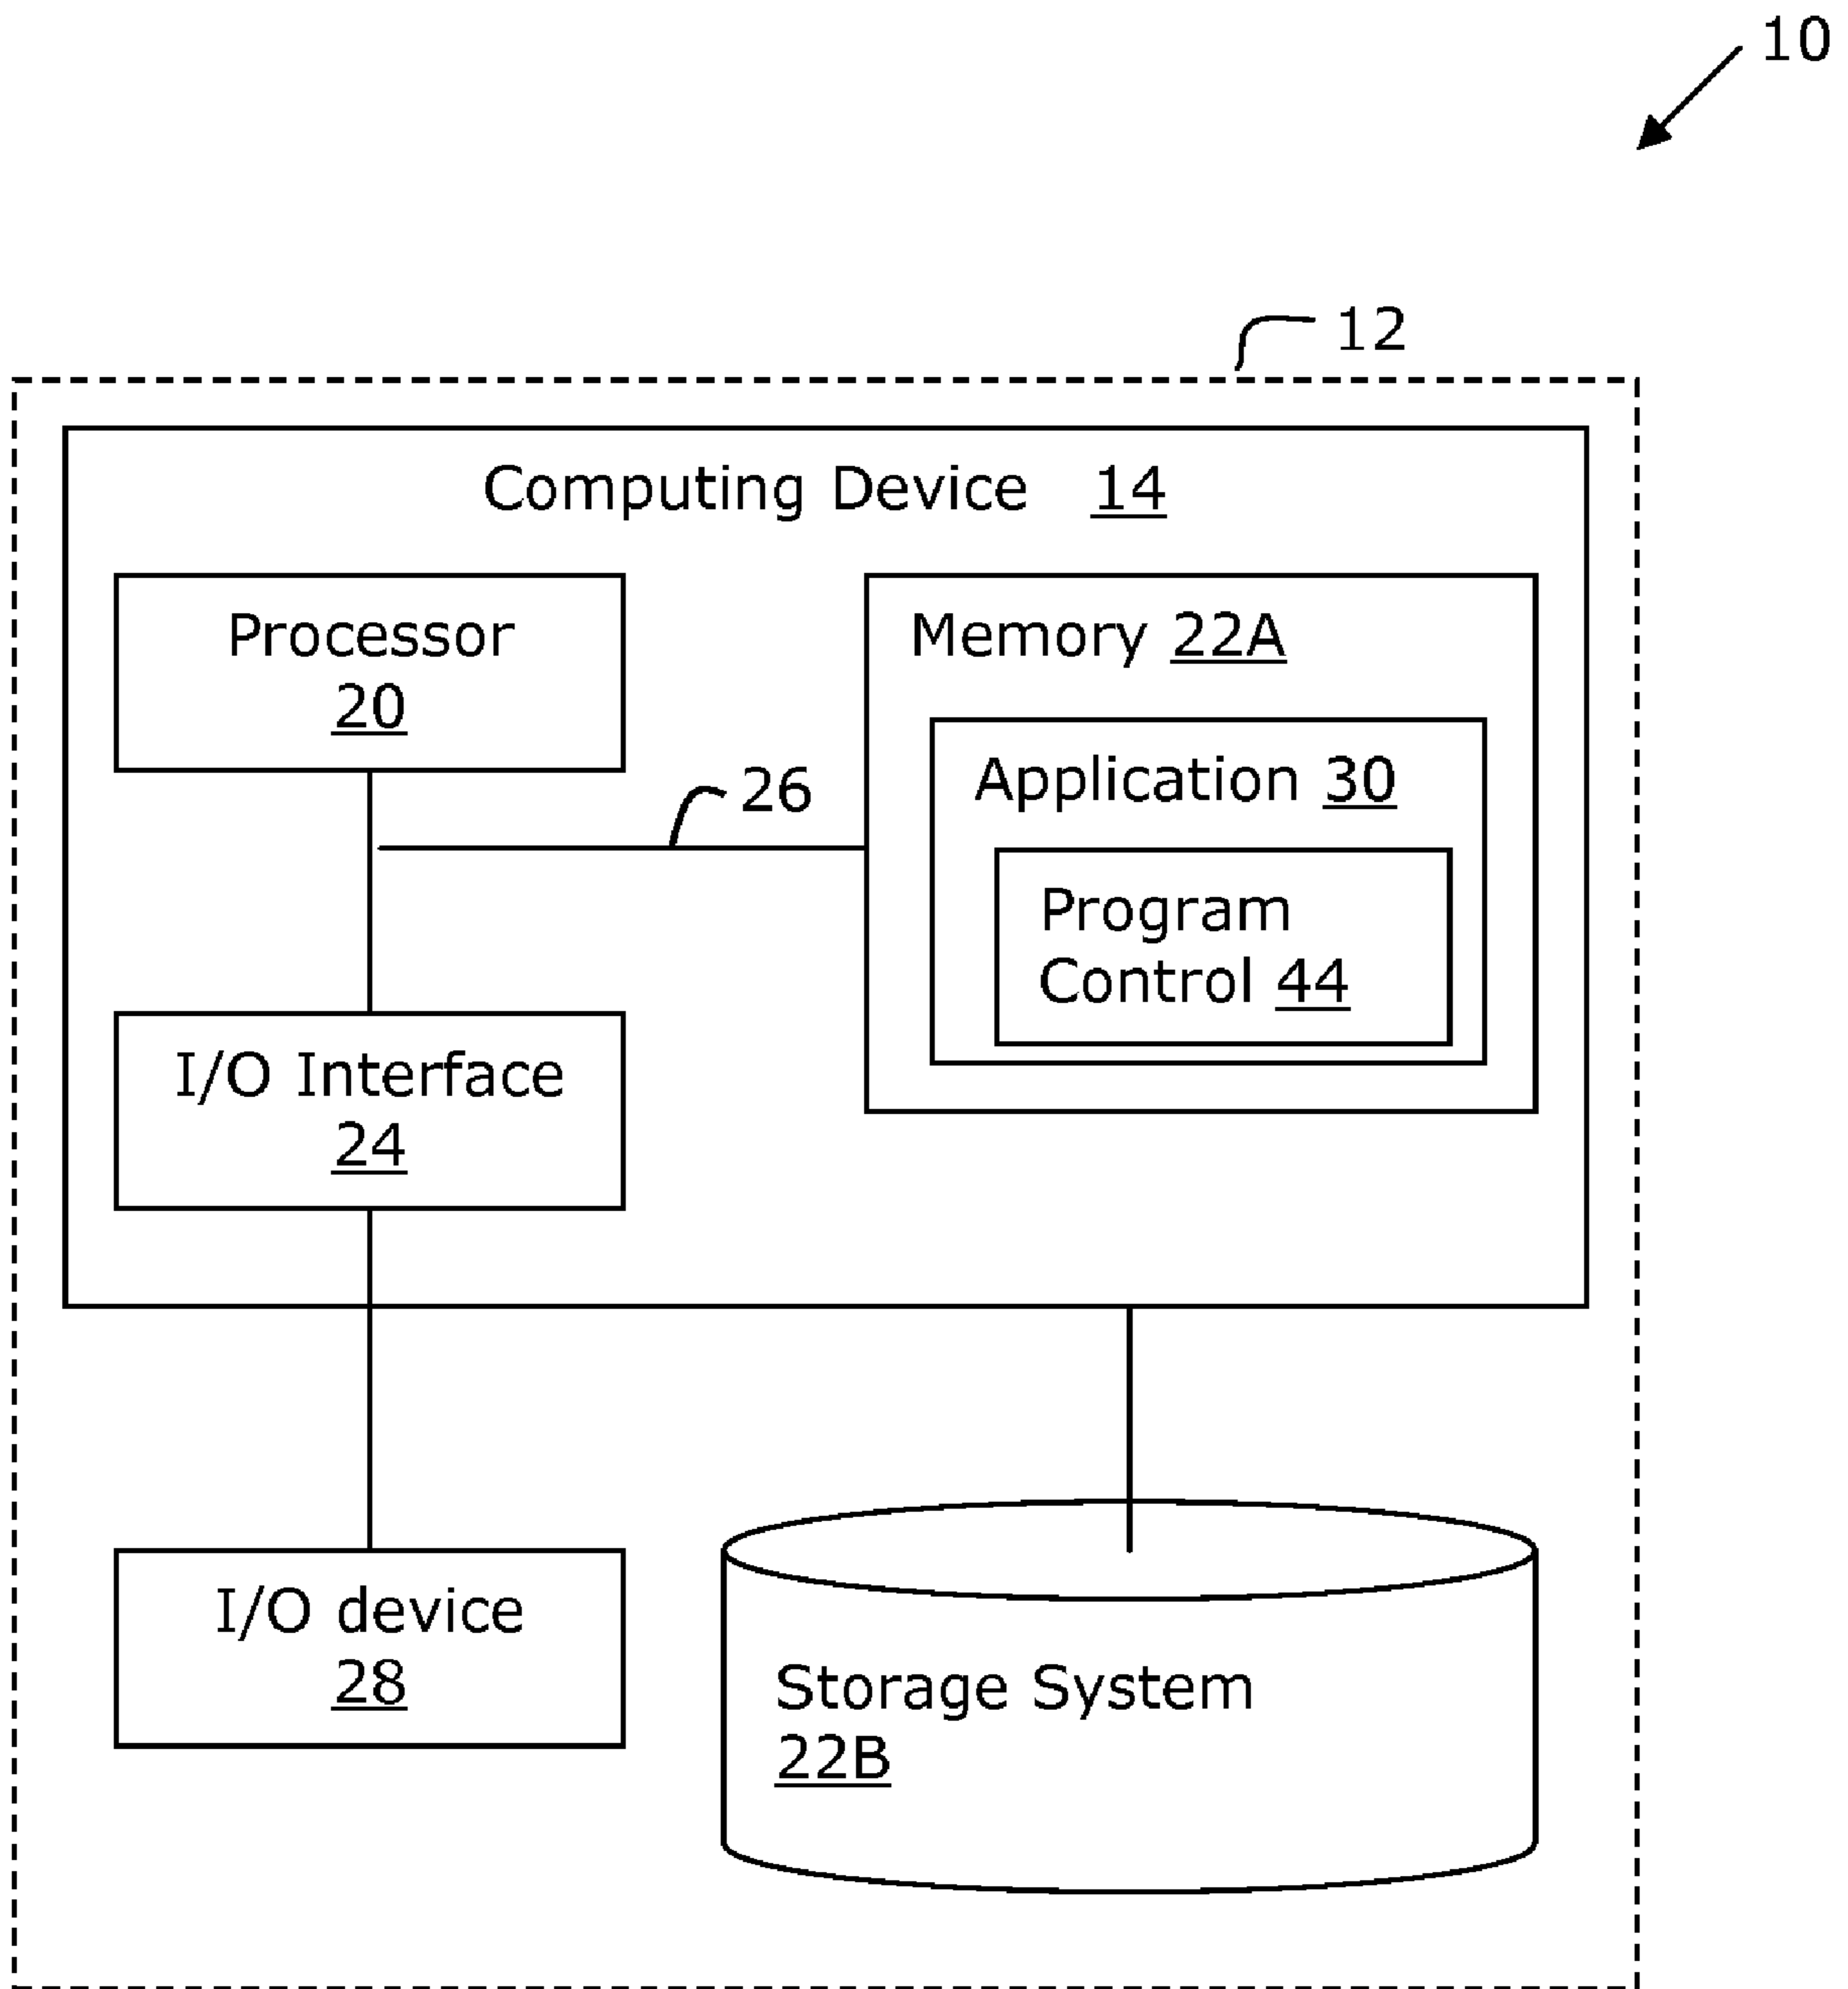 10
12
Computing Device 14
Processor
20
Memory 22A
Application 30
26
Program
Control 44
I/O Interface
24
I/O device
28
Storage System
22B